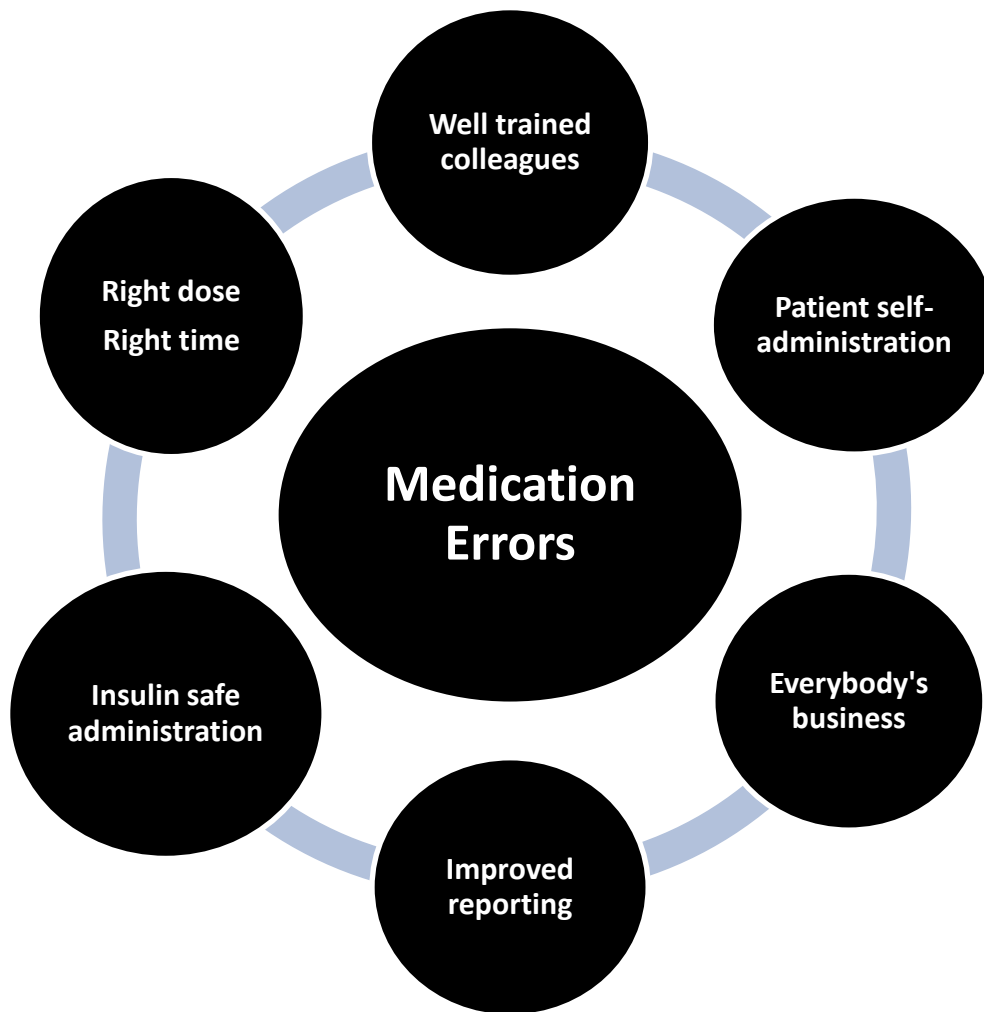 Well trained
colleagues
Patient self-
administration
Everybody's
business
Improved
reporting
Insulin safe
administration
Right dose
Right time
Medication
Errors